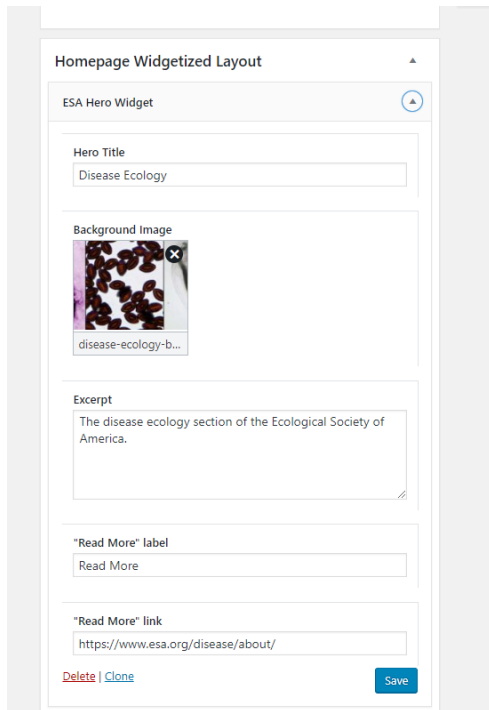 Homepage Widgetized Layout
ESA Hero Widget
Hero Title
Disease Ecology
Background Image
disease-ecology-b...
Excerpt
The disease ecology section of the Ecological Society of
America.
"Read More" label
Read More
"Read More" link
https://www.esa.org/disease/about/
Delete | Clone
Save